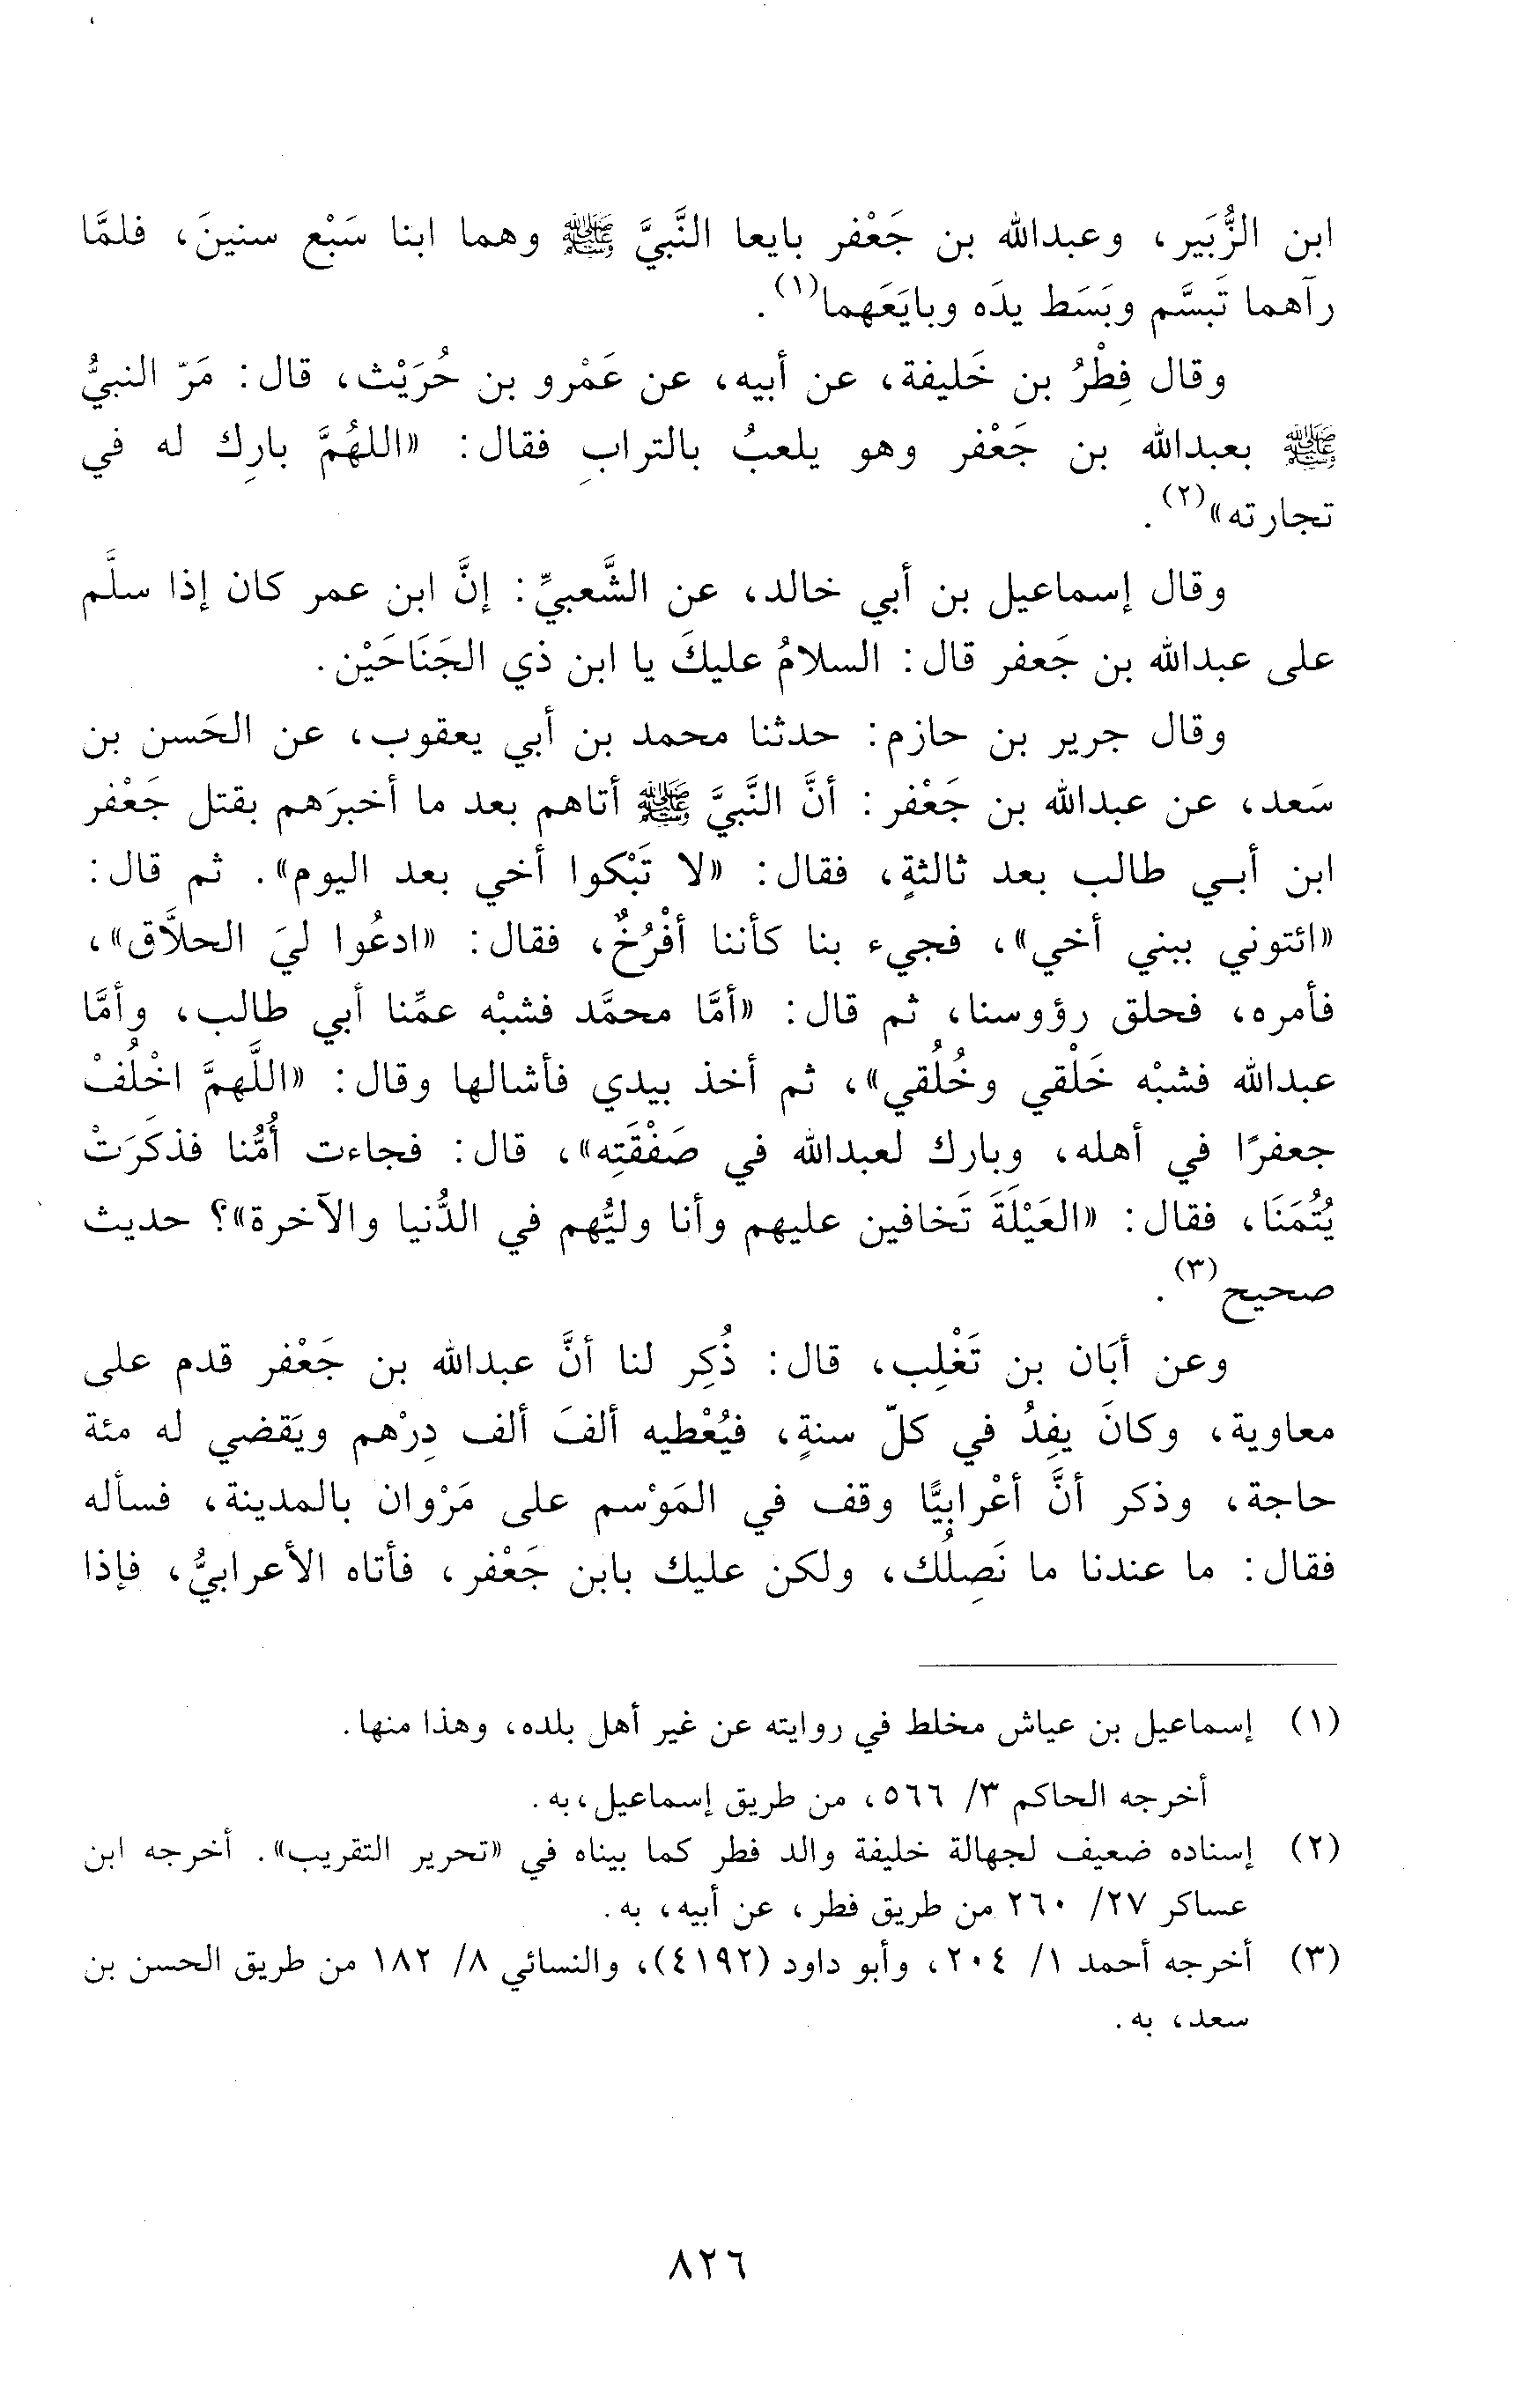 ابن الزُّبَير، وعبدالله بن جَعْفر بايعا النَّبيَّ ﷺ وهما ابنا سَبْع سنينَ، فلمَّا
رآهما تَبسَّم وبَسَط يدَه وبايَعَهما(١).
وقال فِطْرُ بن خَليفة، عن أبيه، عن عَمْرو بن حُرَيْث، قال: مَرّ النبيُّ
ﷺ بعبدالله بن جَعْفر وهو يلعبُ بالترابِ فقال: «اللهُمَّ بارِك له في
تجارته»(٢).
وقال إسماعيل بن أبي خالد، عن الشَّعبيِّ: إنَّ ابن عمر كان إذا سلَّم
على عبدالله بن جَعفر قال: السلامُ عليكَ يا ابن ذي الجَنَاحَيْن.
وقال جرير بن حازم: حدثنا محمد بن أبي يعقوب، عن الحَسن بن
سَعد، عن عبدالله بن جَعْفر: أنَّ النَّبيَّ ﷺ أتاهم بعد ما أخبرَهم بقتل جَعْفر
ابن أبي طالب بعد ثالثةٍ، فقال: «لا تَبْكوا أخي بعد اليوم». ثم قال:
«ائتوني ببني أخي»، فجيء بنا كأننا أفْرُخٌ، فقال: «ادعُوا ليَ الحلاَّق»،
فأمره، فحلق رؤوسنا، ثم قال: «أمَّا محمَّد فشبْه عمِّنا أبي طالب، وأمَّا
عبدالله فشبْه خَلْقي وخُلُقي»، ثم أخذ بيدي فأشالها وقال: «اللَّهمَّ اخْلُفْ
جعفرًا في أهله، وبارك لعبدالله في صَفْقَتِه»، قال: فجاءت أُمُّنا فذكَرَتْ
يُتُمَنَا، فقال: «العَيْلَةَ تَخافين عليهم وأنا وليُّهم في الدُّنيا والآخرة»؟ حديث
صحيح(٣).
وعن أبَان بن تَغْلِب، قال: ذُكِر لنا أنَّ عبدالله بن جَعْفر قدم على
معاوية، وكانَ يفِدُ في كلّ سنةٍ، فيُعْطيه ألفَ ألف دِرْهم ويَقضي له مئة
حاجة، وذكر أنَّ أعْرابيًّا وقف في المَوْسم على مَرْوان بالمدينة، فسأله
فقال: ما عندنا ما نَصِلُك، ولكن عليك بابن جَعْفر، فأتاه الأعرابيُّ، فإذا
(١) إسماعيل بن عياش مخلط في روايته عن غير أهل بلده، وهذا منها.
أخرجه الحاكم ٣/ ٥٦٦، من طريق إسماعيل،به.
(٢) إسناده ضعيف لجهالة خليفة والد فطر كما بيناه في «تحرير التقريب». أخرجه ابن
عساكر ٢٧/ ٢٦٠ من طريق فطر، عن أبيه، به.
(٣) أخرجه أحمد ١/ ٢٠٤، وأبو داود (٤١٩٢)، والنسائي ٨/ ١٨٢ من طريق الحسن بن
سعد، به.
٨٢٦